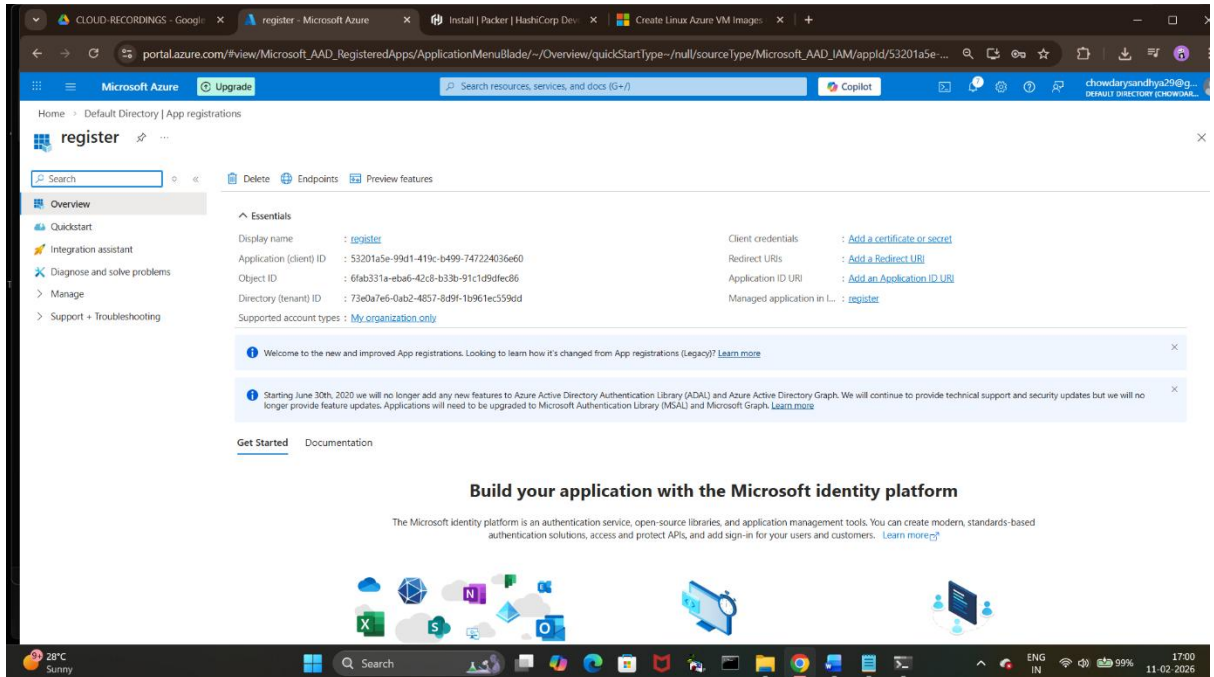 CLOUD-RECORDINGS - Google
register - Microsoft Azure
Install | Packer | HashiCorp Deve
Create Linux Azure VM Images
portal.azure.com/#view/Microsoft_AAD_RegisteredApps/ApplicationMenuBlade/~/Overview/quickStartType~/null/sourceType/Microsoft_AAD_IAM/appId/53201a5e-...
Microsoft Azure
Upgrade
Search resources, services, and docs (G+/)
Copilot
chowdarysandhya29@g...
DEFAULT DIRECTORY (CHOWDAR...
Home > Default Directory | App registrations
register
Search
Delete Endpoints Preview features
Overview
Quickstart
Integration assistant
Diagnose and solve problems
Manage
Support + Troubleshooting
Essentials
Display name : register
Application (client) ID : 53201a5e-99d1-419c-b499-747224036e60
Object ID : 6fab331a-eba6-42c8-b33b-91c1d9dfec86
Directory (tenant) ID : 73e0a7e6-0ab2-4857-8d9f-1b961ec559dd
Supported account types : My organization only
Client credentials : Add a certificate or secret
Redirect URIs : Add a Redirect URI
Application ID URI : Add an Application ID URI
Managed application in l... : register
Welcome to the new and improved App registrations. Looking to learn how it's changed from App registrations (Legacy)? Learn more
Starting June 30th, 2020 we will no longer add any new features to Azure Active Directory Authentication Library (ADAL) and Azure Active Directory Graph. We will continue to provide technical support and security updates but we will no
longer provide feature updates. Applications will need to be upgraded to Microsoft Authentication Library (MSAL) and Microsoft Graph. Learn more
Get Started Documentation
Build your application with the Microsoft identity platform
The Microsoft identity platform is an authentication service, open-source libraries, and application management tools. You can create modern, standards-based
authentication solutions, access and protect APIs, and add sign-in for your users and customers. Learn more
9+
28°C
Sunny
Search
ENG
IN
99%
17:00
11-02-2026